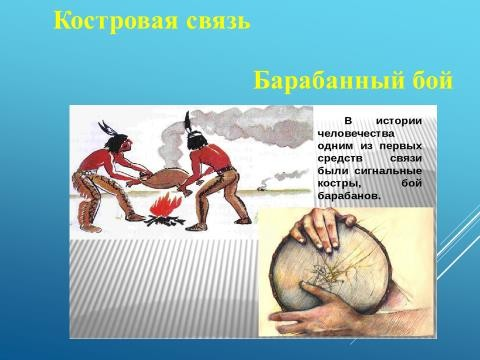 Костровая связь
Барабанный бой
В истории
человечества
одним из первых
средств связи
были сигнальные
костры, бой
барабанов.